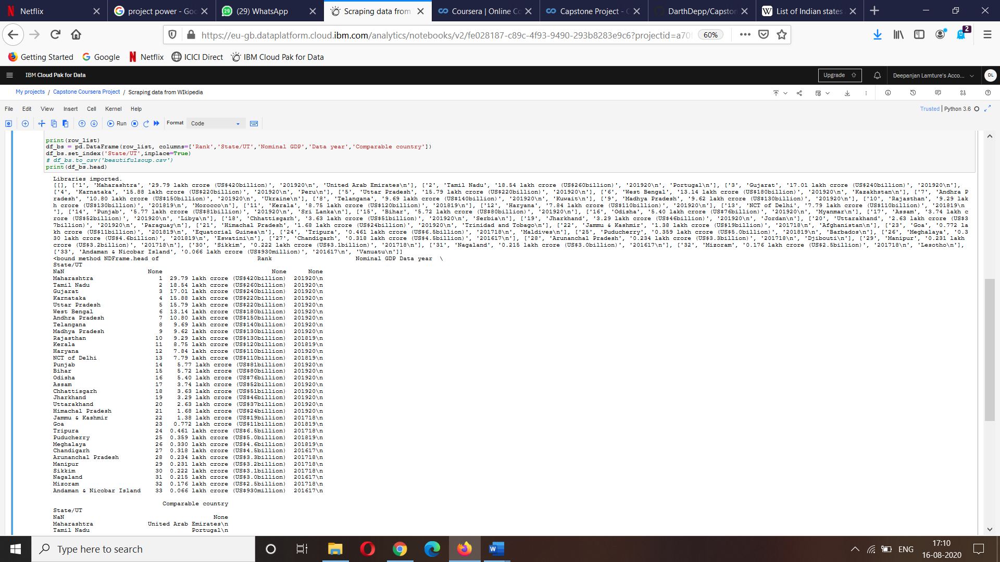 Netflix
project power - Goo
(29) WhatsApp
Scraping data from
Coursera | Online Co
Capstone Project - C
DarthDepp/Capston
List of Indian states
https://eu-gb.dataplatform.cloud.ibm.com/analytics/notebooks/v2/fe028187-c89c-4f93-9490-293b8283e9c6?projectid=a70f
60%
2
Getting Started
Google
Netflix
ICICI Direct
IBM Cloud Pak for Data
IBM Cloud Pak for Data
Upgrade
Deepanjan Lamture's Acco...
DL
My projects / Capstone Coursera Project / Scraping data from WIkipedia
File Edit View Insert Cell Kernel Help
Trusted | Python 3.6
Run
Format
Code
print(row_list)
df_bs = pd.DataFrame(row_list, columns=['Rank','State/UT','Nominal GDP','Data year','Comparable country'])
df_bs.set_index('State/UT',inplace=True)
# df_bs.to_csv('beautifulsoup.csv')
print(df_bs.head)
Libraries imported.
[[], ['1', 'Maharashtra', '29.79 lakh crore (US$420billion)', '201920\n', 'United Arab Emirates\n'], ['2', 'Tamil Nadu', '18.54 lakh crore (US$260billion)', '201920\n', 'Portugal\n'], ['3', 'Gujarat', '17.01 lakh crore (US$240billion)', '201920\n'],
['4', 'Karnataka', '15.88 lakh crore (US$220billion)', '201920\n', 'Peru\n'], ['5', 'Uttar Pradesh', '15.79 lakh crore (US$220billion)', '201920\n'], ['6', 'West Bengal', '13.14 lakh crore (US$180billion)', '201920\n', 'Kazakhstan\n'], ['7', 'Andhra P
radesh', '10.80 lakh crore (US$150billion)', '201920\n', 'Ukraine\n'], ['8', 'Telangana', '9.69 lakh crore (US$140billion)', '201920\n', 'Kuwait\n'], ['9', 'Madhya Pradesh', '9.62 lakh crore (US$130billion)', '201920\n'], ['10', 'Rajasthan', '9.29 lak
h crore (US$130billion)', '201819\n', 'Morocco\n'], ['11', 'Kerala', '8.75 lakh crore (US$120billion)', '201819\n'], ['12', 'Haryana', '7.84 lakh crore (US$110billion)', '201920\n'], ['13', 'NCT of Delhi', '7.79 lakh crore (US$110billion)', '201819\n
'], ['14', 'Punjab', '5.77 lakh crore (US$81billion)', '201920\n', 'Sri Lanka\n'], ['15', 'Bihar', '5.72 lakh crore (US$80billion)', '201920\n'], ['16', 'Odisha', '5.40 lakh crore (US$76billion)', '201920\n', 'Myanmar\n'], ['17', 'Assam', '3.74 lakh c
rore (US$52billion)', '201920\n', 'Libya\n'], ['18', 'Chhattisgarh', '3.63 lakh crore (US$51billion)', '201920\n', 'Serbia\n'], ['19', 'Jharkhand', '3.29 lakh crore (US$46billion)', '201920\n', 'Jordan\n'], ['20', 'Uttarakhand', '2.63 lakh crore (US$3
7billion)', '201920\n', 'Paraguay\n'], ['21', 'Himachal Pradesh', '1.68 lakh crore (US$24billion)', '201920\n', 'Trinidad and Tobago\n'], ['22', 'Jammu & Kashmir', '1.38 lakh crore (US$19billion)', '201718\n', 'Afghanistan\n'], ['23', 'Goa', '0.772 la
kh crore (US$11billion)', '201819\n', 'Equatorial Guinea\n'], ['24', 'Tripura', '0.461 lakh crore (US$6.5billion)', '201718\n', 'Maldives\n'], ['25', 'Puducherry', '0.359 lakh crore (US$5.0billion)', '201819\n', 'Barbados\n'], ['26', 'Meghalaya', '0.3
30 lakh crore (US$4.6billion)', '201819\n', 'Eswatini\n'], ['27', 'Chandigarh', '0.318 lakh crore (US$4.5billion)', '201617\n'], ['28', 'Arunanchal Pradesh', '0.234 lakh crore (US$3.3billion)', '201718\n', 'Djibouti\n'], ['29', 'Manipur', '0.231 lakh
crore (US$3.2billion)', '201718\n'], ['30', 'Sikkim', '0.222 lakh crore (US$3.1billion)', '201718\n'], ['31', 'Nagaland', '0.215 lakh crore (US$3.0billion)', '201617\n'], ['32', 'Mizoram', '0.176 lakh crore (US$2.5billion)', '201718\n', 'Lesotho\n'],
['33', 'Andaman & Nicobar Island', '0.066 lakh crore (US$930million)', '201617\n', 'Vanuatu\n']]
<bound method NDFrame.head of Rank Nominal GDP Data year \
State/UT
NaN None None None
Maharashtra 1 29.79 lakh crore (US$420billion) 201920\n
Tamil Nadu 2 18.54 lakh crore (US$260billion) 201920\n
Gujarat 3 17.01 lakh crore (US$240billion) 201920\n
Karnataka 4 15.88 lakh crore (US$220billion) 201920\n
Uttar Pradesh 5 15.79 lakh crore (US$220billion) 201920\n
West Bengal 6 13.14 lakh crore (US$180billion) 201920\n
Andhra Pradesh 7 10.80 lakh crore (US$150billion) 201920\n
Telangana 8 9.69 lakh crore (US$140billion) 201920\n
Madhya Pradesh 9 9.62 lakh crore (US$130billion) 201920\n
Rajasthan 10 9.29 lakh crore (US$130billion) 201819\n
Kerala 11 8.75 lakh crore (US$120billion) 201819\n
Haryana 12 7.84 lakh crore (US$110billion) 201920\n
NCT of Delhi 13 7.79 lakh crore (US$110billion) 201819\n
Punjab 14 5.77 lakh crore (US$81billion) 201920\n
Bihar 15 5.72 lakh crore (US$80billion) 201920\n
Odisha 16 5.40 lakh crore (US$76billion) 201920\n
Assam 17 3.74 lakh crore (US$52billion) 201920\n
Chhattisgarh 18 3.63 lakh crore (US$51billion) 201920\n
Jharkhand 19 3.29 lakh crore (US$46billion) 201920\n
Uttarakhand 20 2.63 lakh crore (US$37billion) 201920\n
Himachal Pradesh 21 1.68 lakh crore (US$24billion) 201920\n
Jammu & Kashmir 22 1.38 lakh crore (US$19billion) 201718\n
Goa 23 0.772 lakh crore (US$11billion) 201819\n
Tripura 24 0.461 lakh crore (US$6.5billion) 201718\n
Puducherry 25 0.359 lakh crore (US$5.0billion) 201819\n
Meghalaya 26 0.330 lakh crore (US$4.6billion) 201819\n
Chandigarh 27 0.318 lakh crore (US$4.5billion) 201617\n
Arunanchal Pradesh 28 0.234 lakh crore (US$3.3billion) 201718\n
Manipur 29 0.231 lakh crore (US$3.2billion) 201718\n
Sikkim 30 0.222 lakh crore (US$3.1billion) 201718\n
Nagaland 31 0.215 lakh crore (US$3.0billion) 201617\n
Mizoram 32 0.176 lakh crore (US$2.5billion) 201718\n
Andaman & Nicobar Island 33 0.066 lakh crore (US$930million) 201617\n
Comparable country
State/UT
NaN None
Maharashtra United Arab Emirates\n
Tamil Nadu Portugal\n
Type here to search
ENG
17:10
16-08-2020